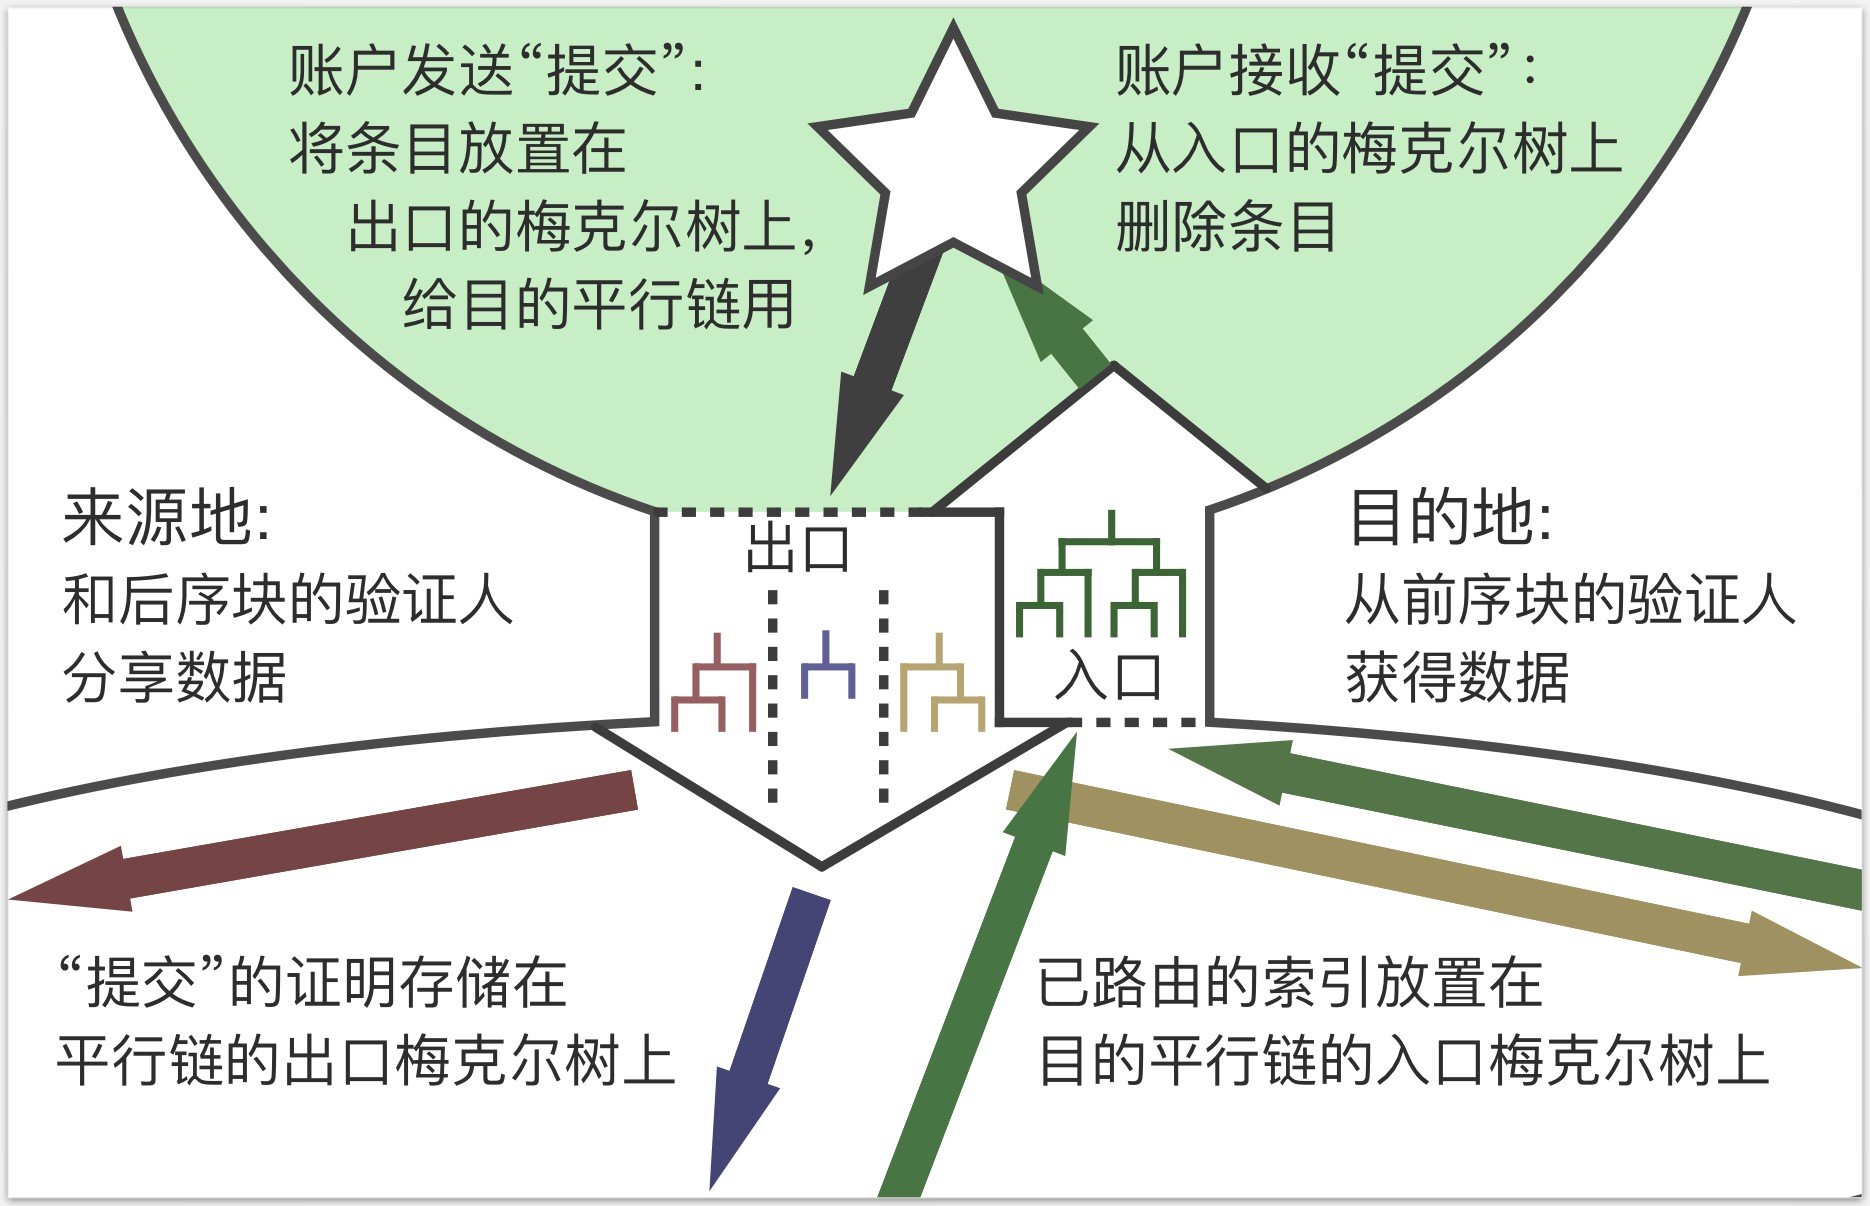 账户发送“提交”:
将条目放置在
出口的梅克尔树上，
给目的平行链用
账户接收“提交”:
从入口的梅克尔树上
删除条目
来源地:
和后序块的验证人
分享数据
出口
入口
目的地:
从前序块的验证人
获得数据
“提交”的证明存储在
平行链的出口梅克尔树上
已路由的索引放置在
目的平行链的入口梅克尔树上